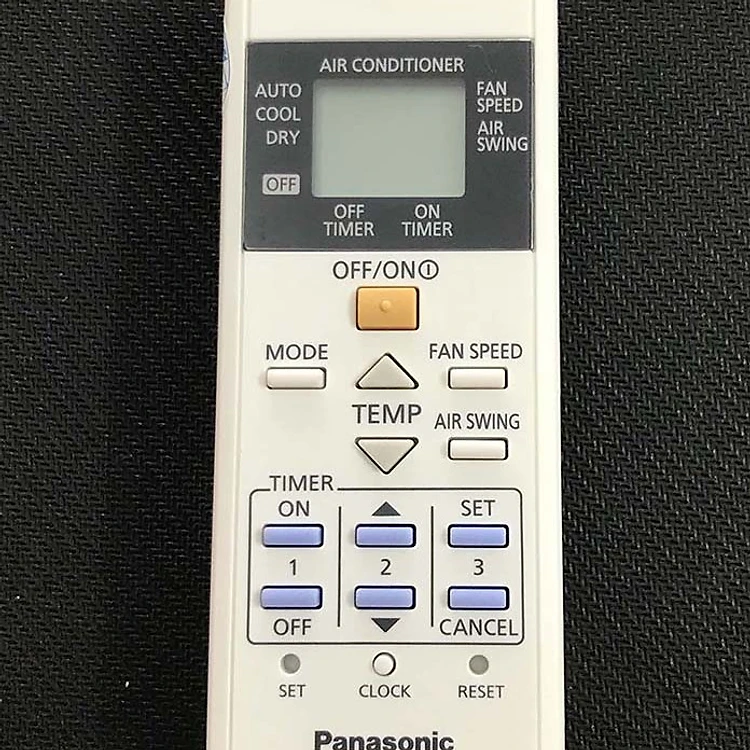 AIR CONDITIONER
AUTO
COOL
DRY
OFF
FAN
SPEED
AIR
SWING
OFF
TIMER
ON
TIMER
OFF/ON
MODE
FAN SPEED
TEMP
AIR SWING
TIMER
ON
SET
1
2
3
OFF
CANCEL
SET
CLOCK
RESET
Panasonic